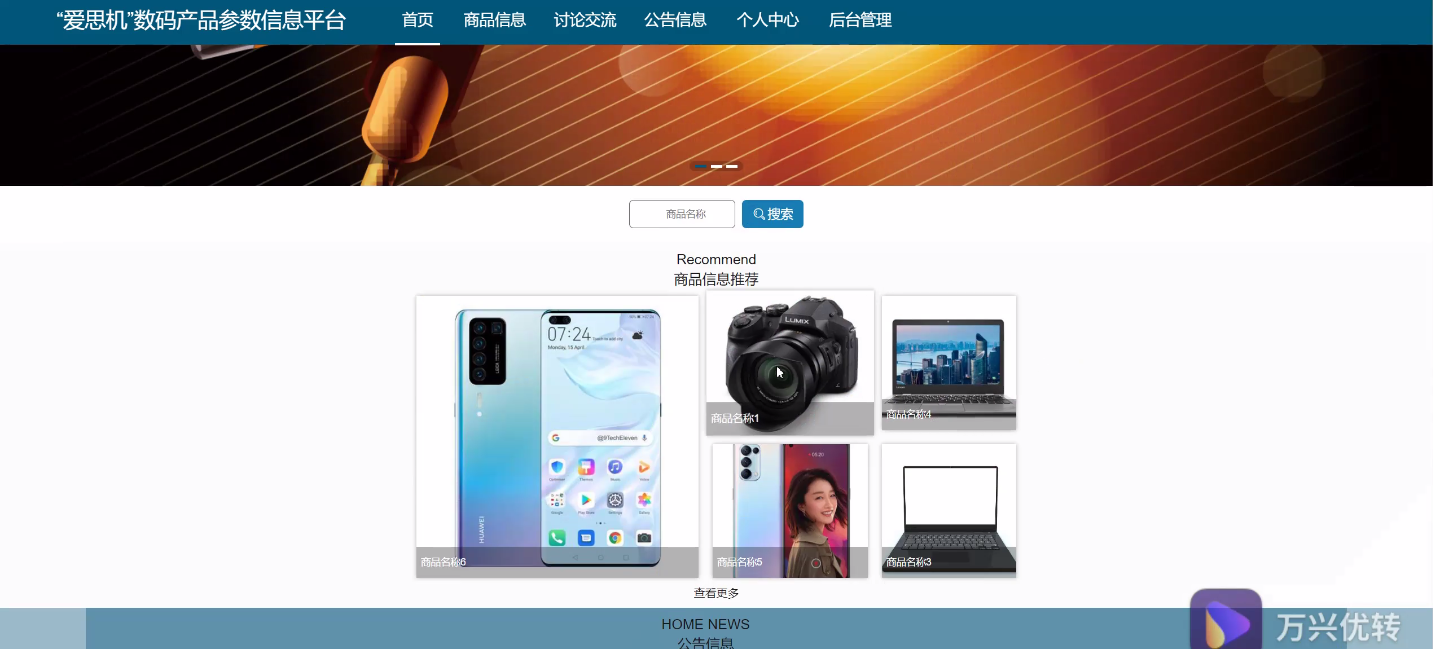 “爱思机”数码产品参数信息平台 首页 商品信息 讨论交流 公告信息 个人中心 后台管理
商品名称 搜索
Recommend
商品信息推荐
07:24
Monday, 13 April
@9TechEleven
HUAWEI
商品名称6
LUMIX
商品名称1
商品名称4
商品名称5
商品名称3
查看更多
HOME NEWS
公告信息
万兴优转